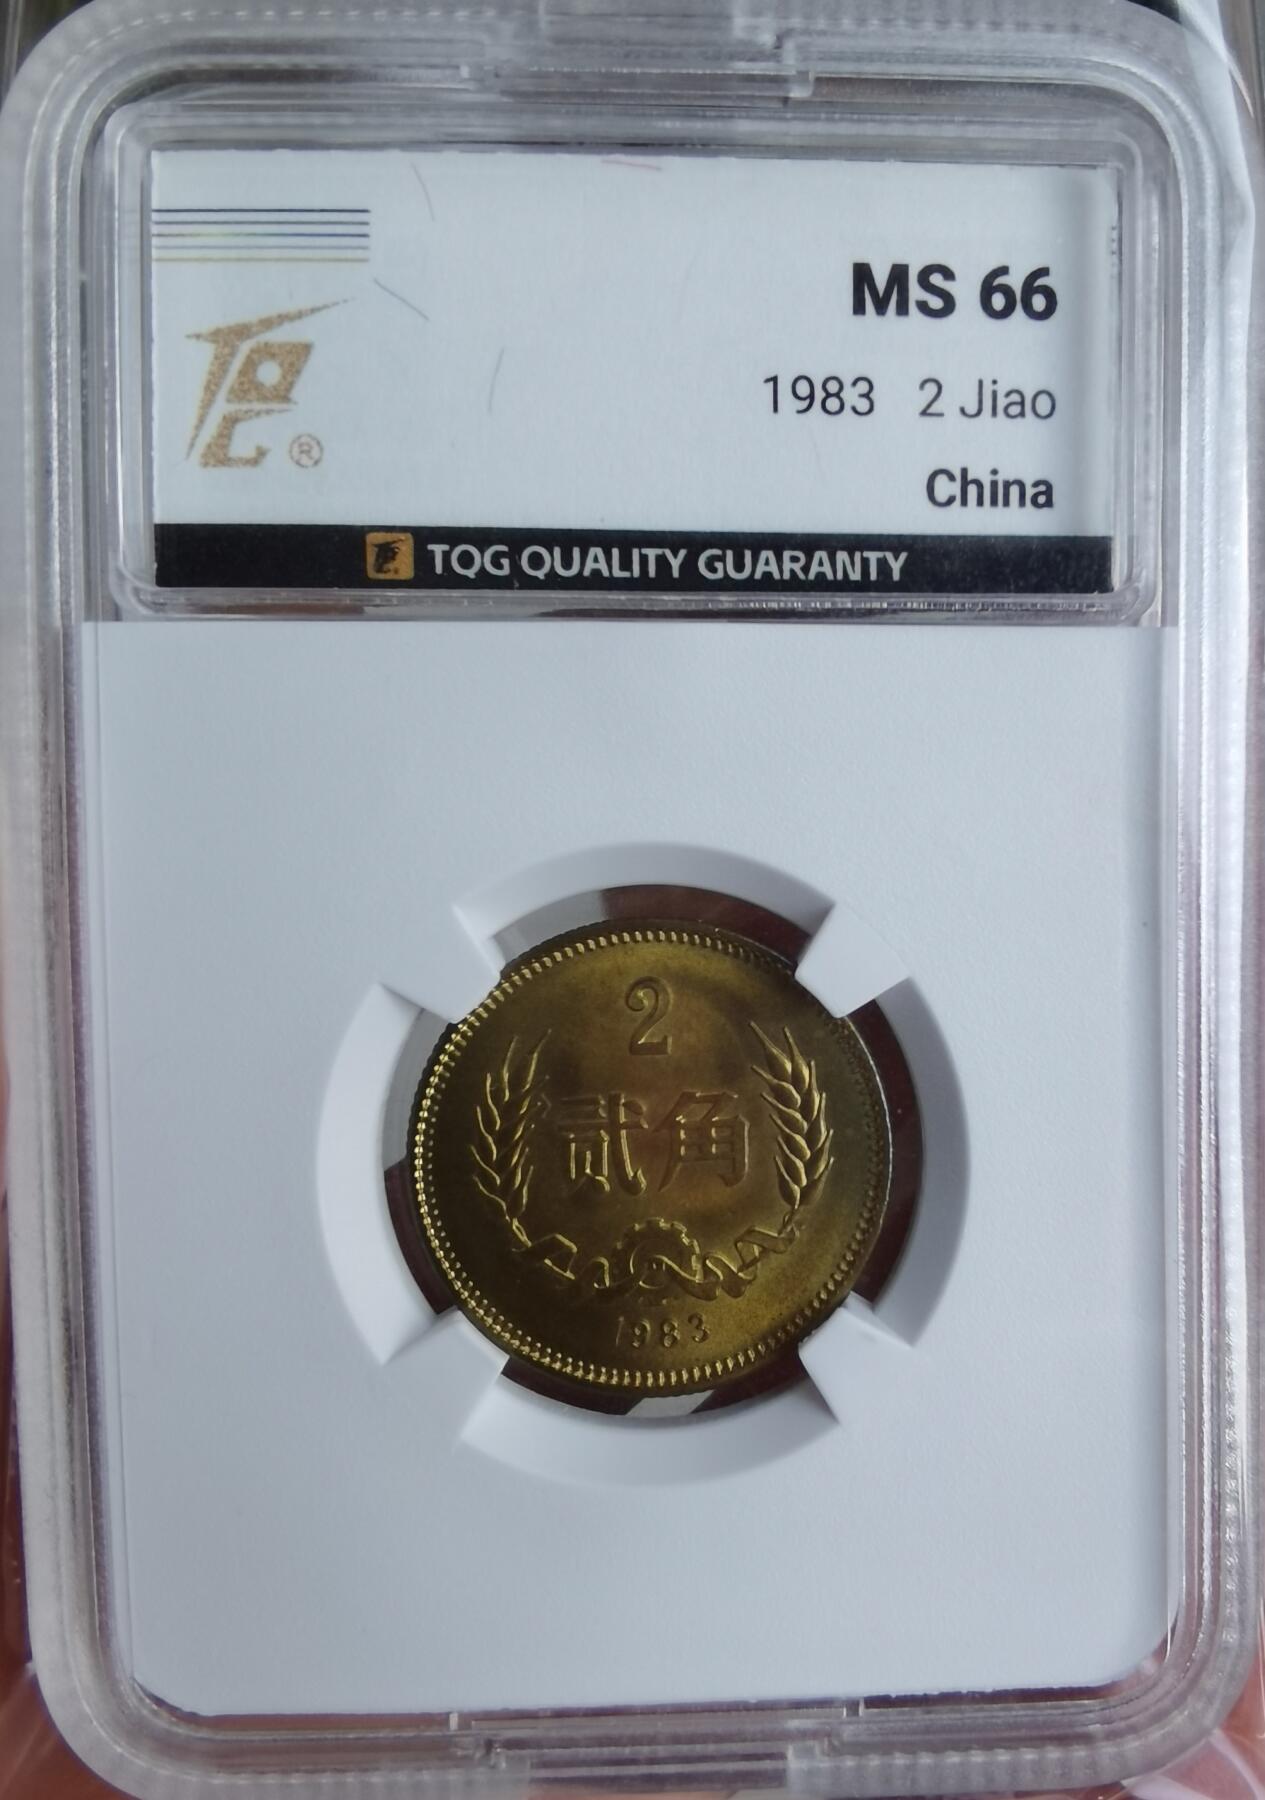 MS 66
1983 2 Jiao
®
China
TQG QUALITY GUARANTY
2
贰角
1983